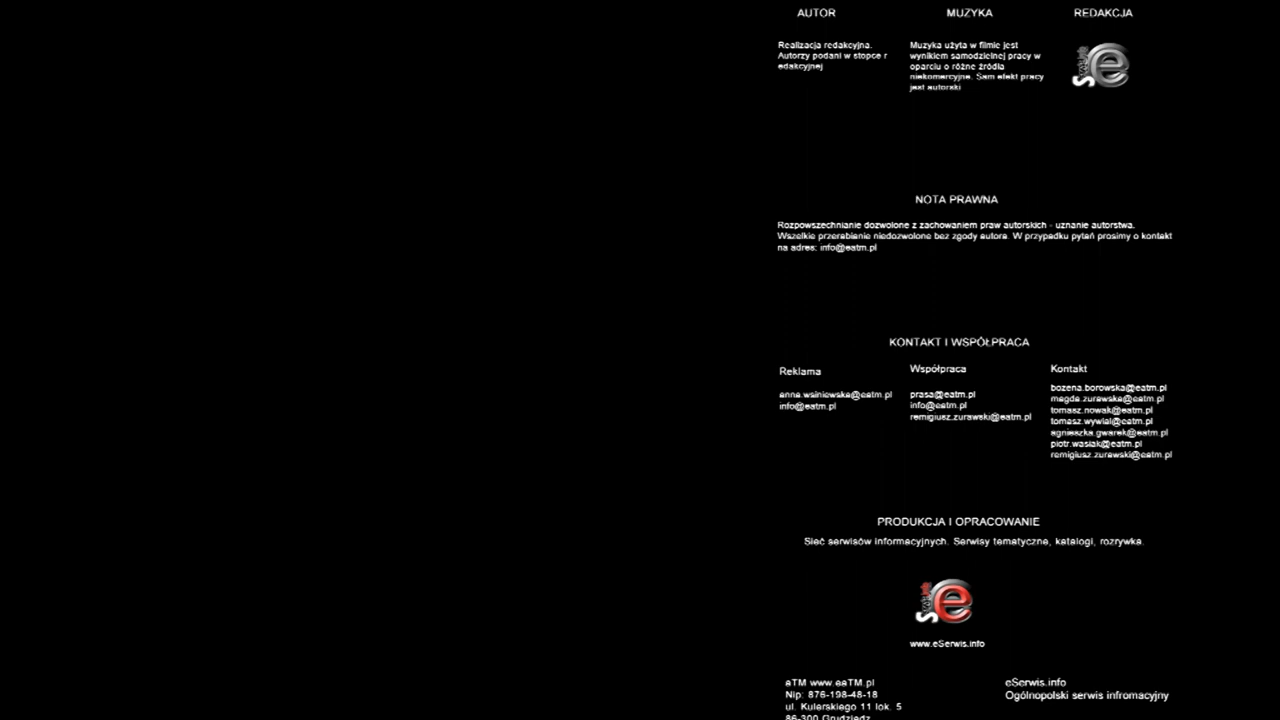 AUTOR
Realizacja redakcyjna.
Autorzy podani w stopce r
edakcyjnej
MUZYKA
Muzyka użyta w filmie jest
wynikiem samodzielnej pracy w
oparciu o różne źródła
niekomercyjne. Sam efekt pracy
jest autorski
REDAKCJA
e
NOTA PRAWNA
Rozpowszechnianie dozwolone z zachowaniem praw autorskich - uznanie autorstwa.
Wszelkie przerabianie niedozwolone bez zgody autora. W przypadku pytań prosimy o kontakt
na adres: info@eatm.pl
KONTAKT I WSPÓŁPRACA
Reklama
anna.wsiniewska@eatm.pl
info@eatm.pl
Współpraca
prasa@eatm.pl
info@eatm.pl
remigiusz.zurawski@eatm.pl
Kontakt
bozena.borowska@eatm.pl
magda.zurawska@eatm.pl
tomasz.nowak@eatm.pl
tomasz.wywial@eatm.pl
agnieszka.gwarek@eatm.pl
piotr.wasiak@eatm.pl
remigiusz.zurawski@eatm.pl
PRODUKCJA I OPRACOWANIE
Sieć serwisów informacyjnych. Serwisy tematyczne, katalogi, rozrywka.
e
www.eSerwis.info
aTM www.eaTM.pl
Nip: 876-198-48-18
ul. Kulerskiego 11 lok. 5
86-300 Grudziądz
eSerwis.info
Ogólnopolski serwis infromacyjny